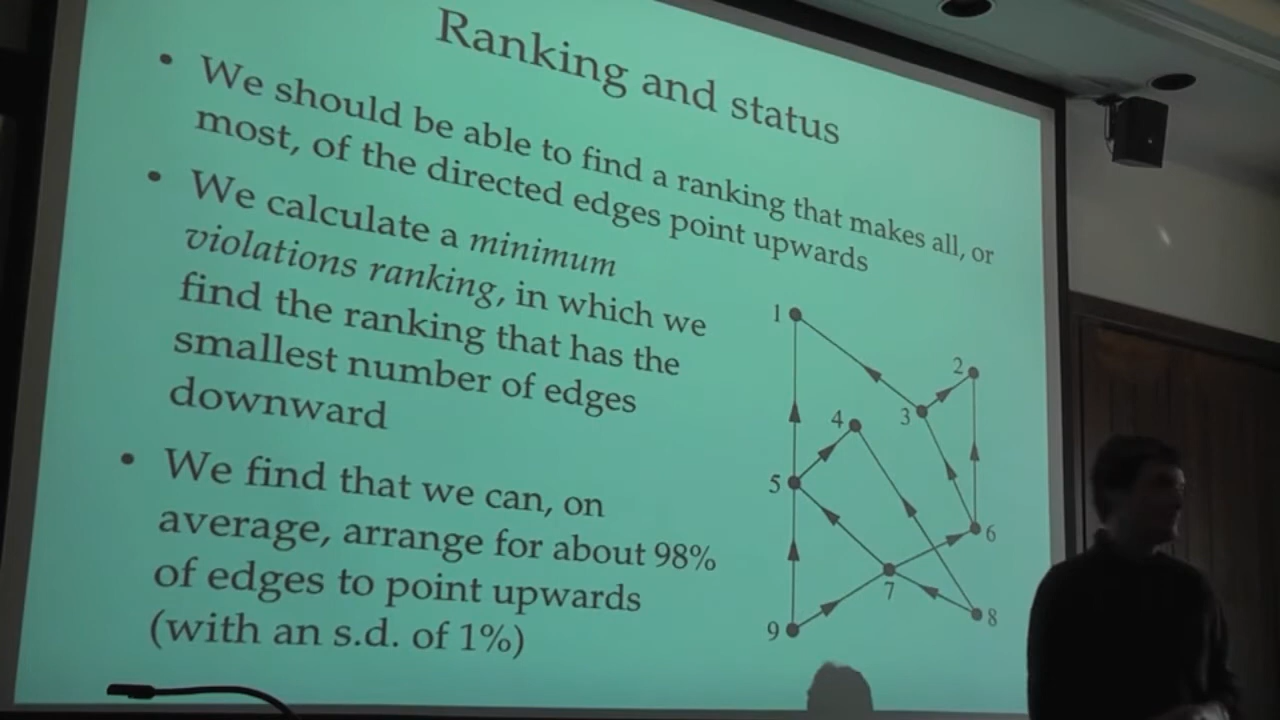 Ranking and status
• We should be able to find a ranking that makes all, or
most, of the directed edges point upwards
• We calculate a minimum
violations ranking, in which we
find the ranking that has the
smallest number of edges
downward
• We find that we can, on
average, arrange for about 98%
of edges to point upwards
(with an s.d. of 1%)
1
2
3
4
5
6
7
8
9